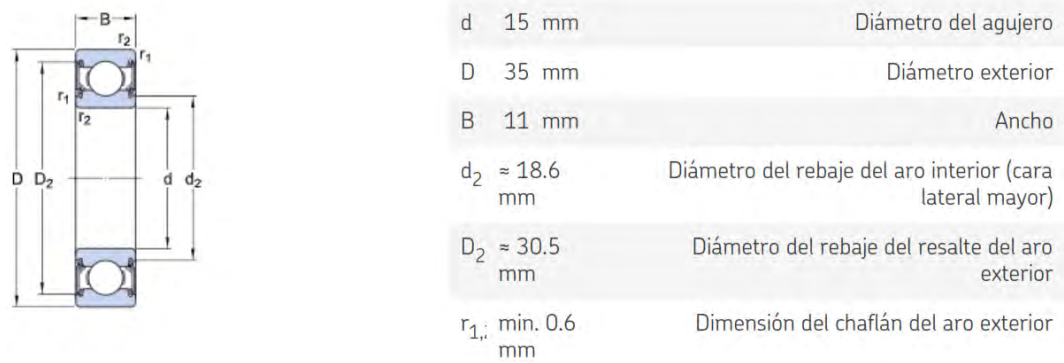 B
r2
r1
r1
r2
D D2 d d2
d 15 mm Diámetro del agujero
D 35 mm Diámetro exterior
B 11 mm Ancho
d2 ≈ 18.6 mm Diámetro del rebaje del aro interior (cara
lateral mayor)
D2 ≈ 30.5 mm Diámetro del rebaje del resalte del aro
exterior
r1,2 min. 0.6 mm Dimensión del chaflán del aro exterior